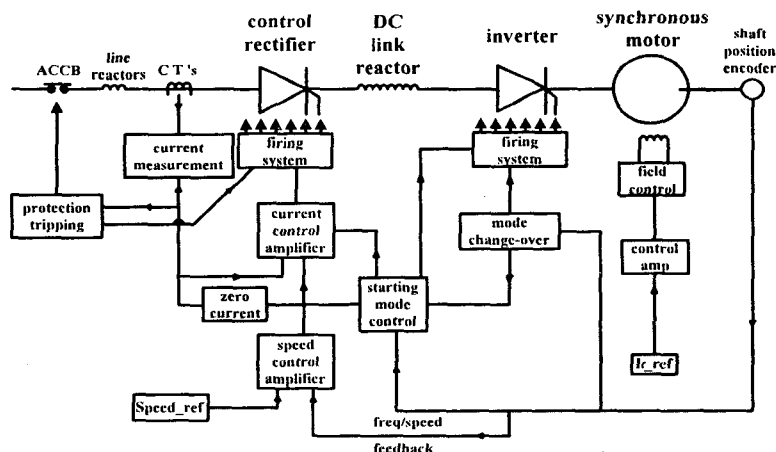 control
rectifier
DC
link
reactor
inverter
synchronous
motor
shaft
position
encoder
ACCB
line
reactors
C T's
current
measurement
firing
system
firing
system
field
control
protection
tripping
current
control
amplifier
mode
change-over
control
amp
zero
current
starting
mode
control
speed
control
amplifier
Speed_ref
freq/speed
feedback